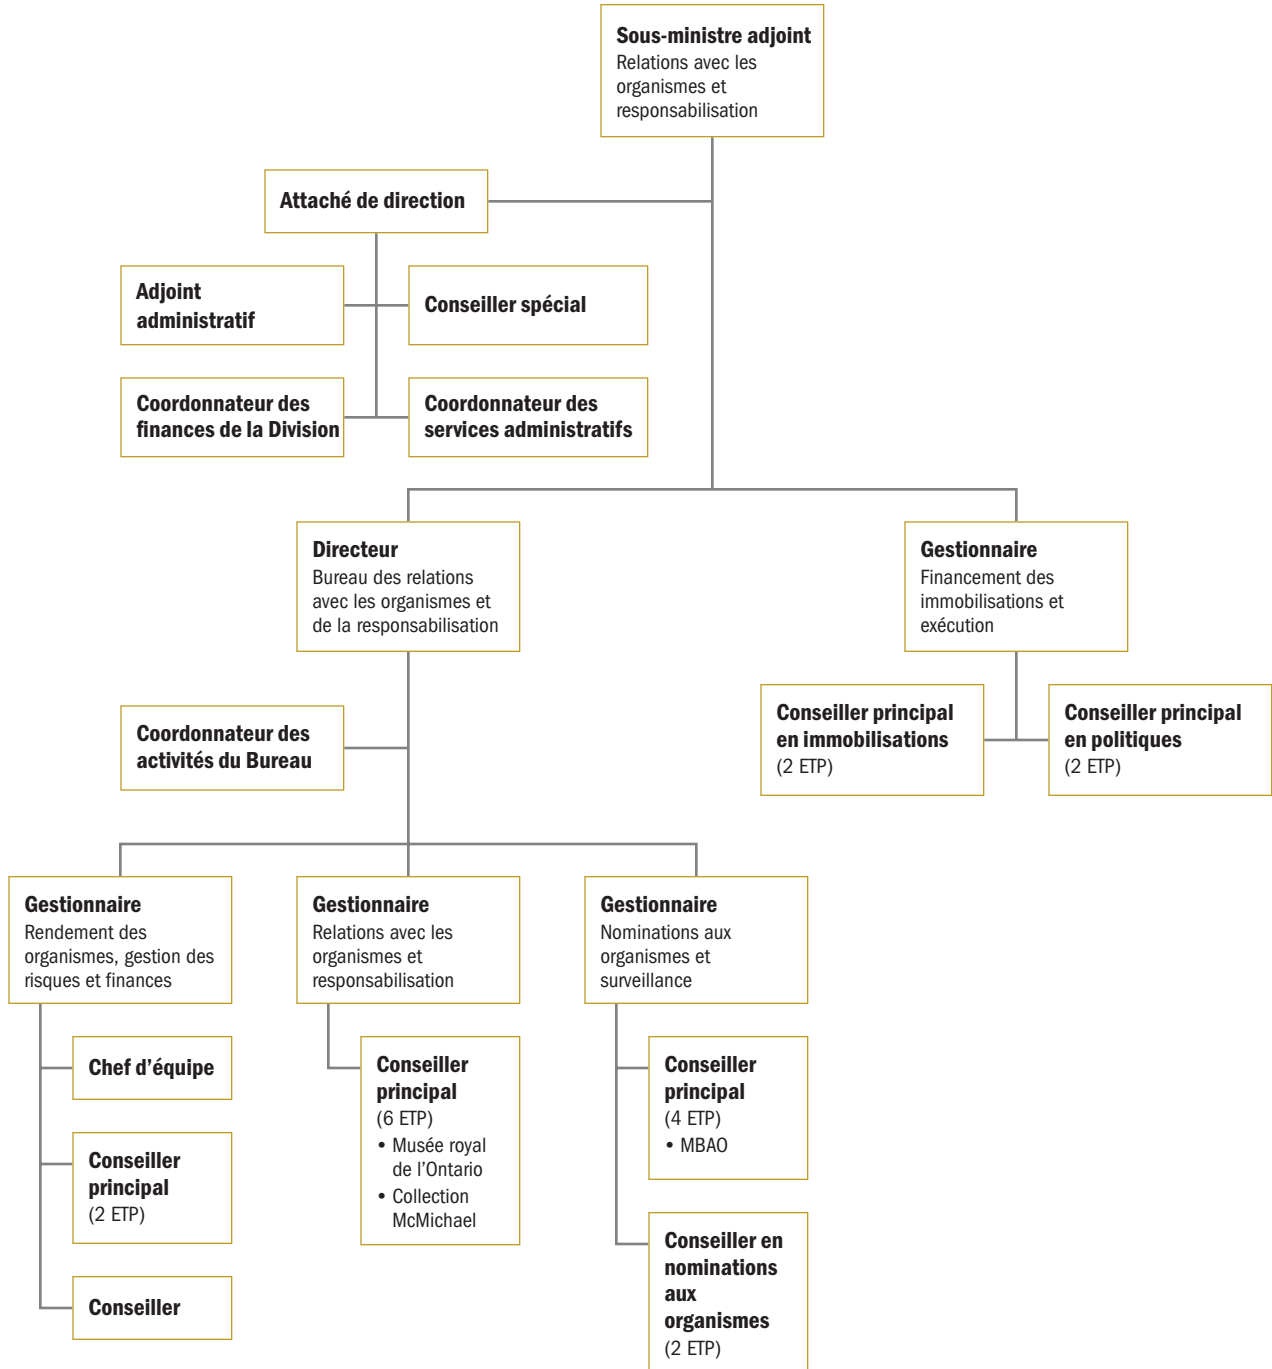 Sous-ministre adjoint
Relations avec les
organismes et
responsabilisation
Attaché de direction
Adjoint
administratif
Conseiller spécial
Coordonnateur des
finances de la Division
Coordonnateur des
services administratifs
Directeur
Bureau des relations
avec les organismes et
de la responsabilisation
Gestionnaire
Financement des
immobilisations et
exécution
Coordonnateur des
activités du Bureau
Conseiller principal
en immobilisations
(2 ETP)
Conseiller principal
en politiques
(2 ETP)
Gestionnaire
Rendement des
organismes, gestion des
risques et finances
Gestionnaire
Relations avec les
organismes et
responsabilisation
Gestionnaire
Nominations aux
organismes et
surveillance
Chef d’équipe
Conseiller
principal
(2 ETP)
Conseiller
Conseiller
principal
(6 ETP)
• Musée royal
de l’Ontario
• Collection
McMichael
Conseiller
principal
(4 ETP)
• MBAO
Conseiller en
nominations
aux
organismes
(2 ETP)